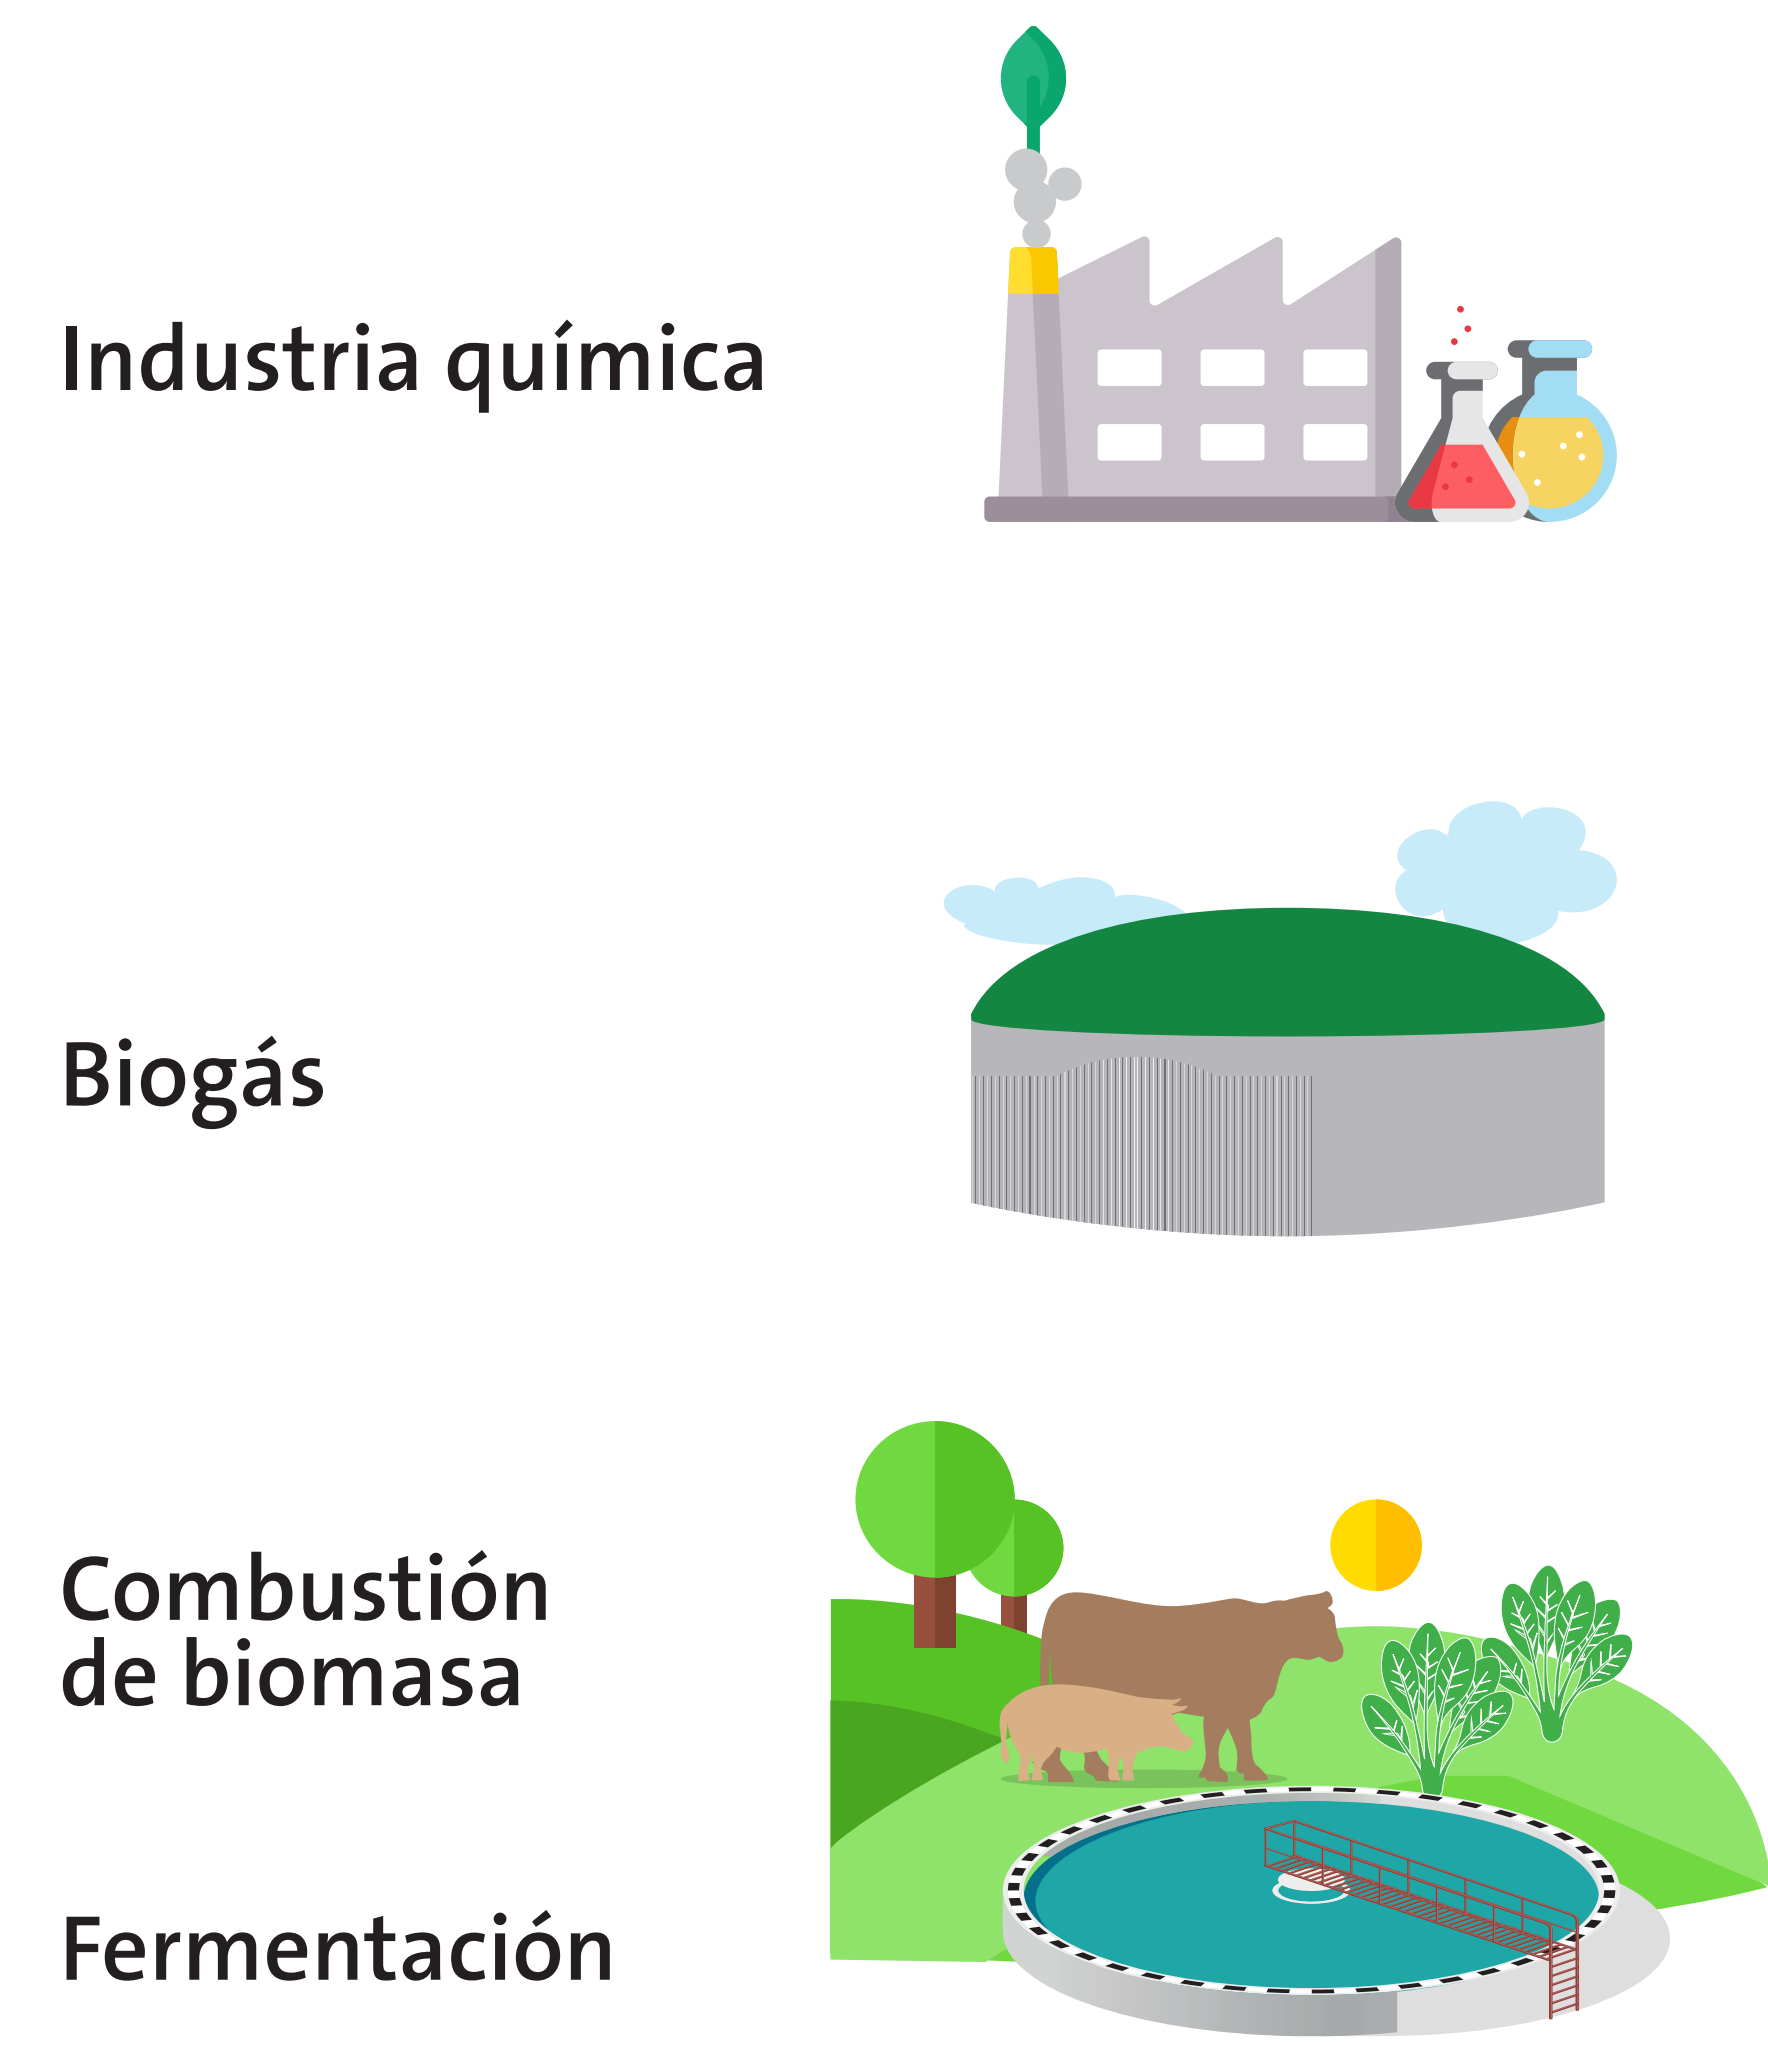 Industria química
Biogás
Combustión
de biomasa
Fermentación